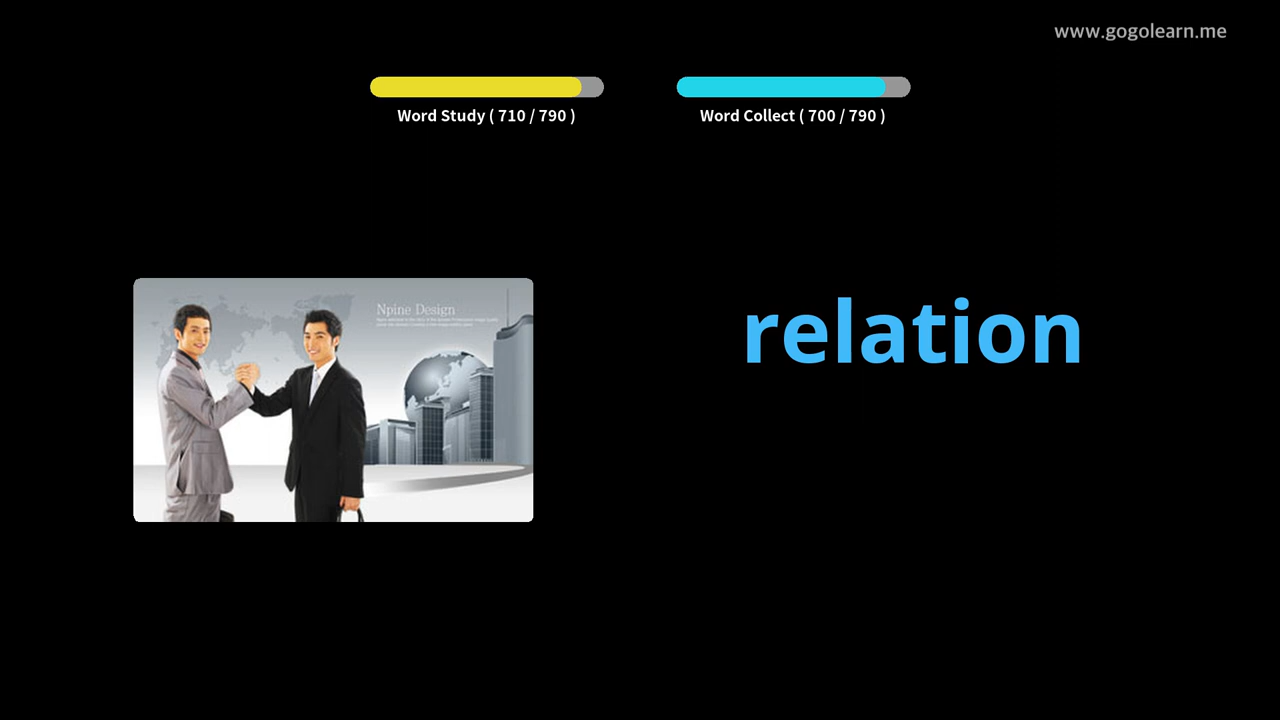 www.gogolearn.me
Word Study ( 710 / 790 )
Word Collect ( 700 / 790 )
Npine Design
relation